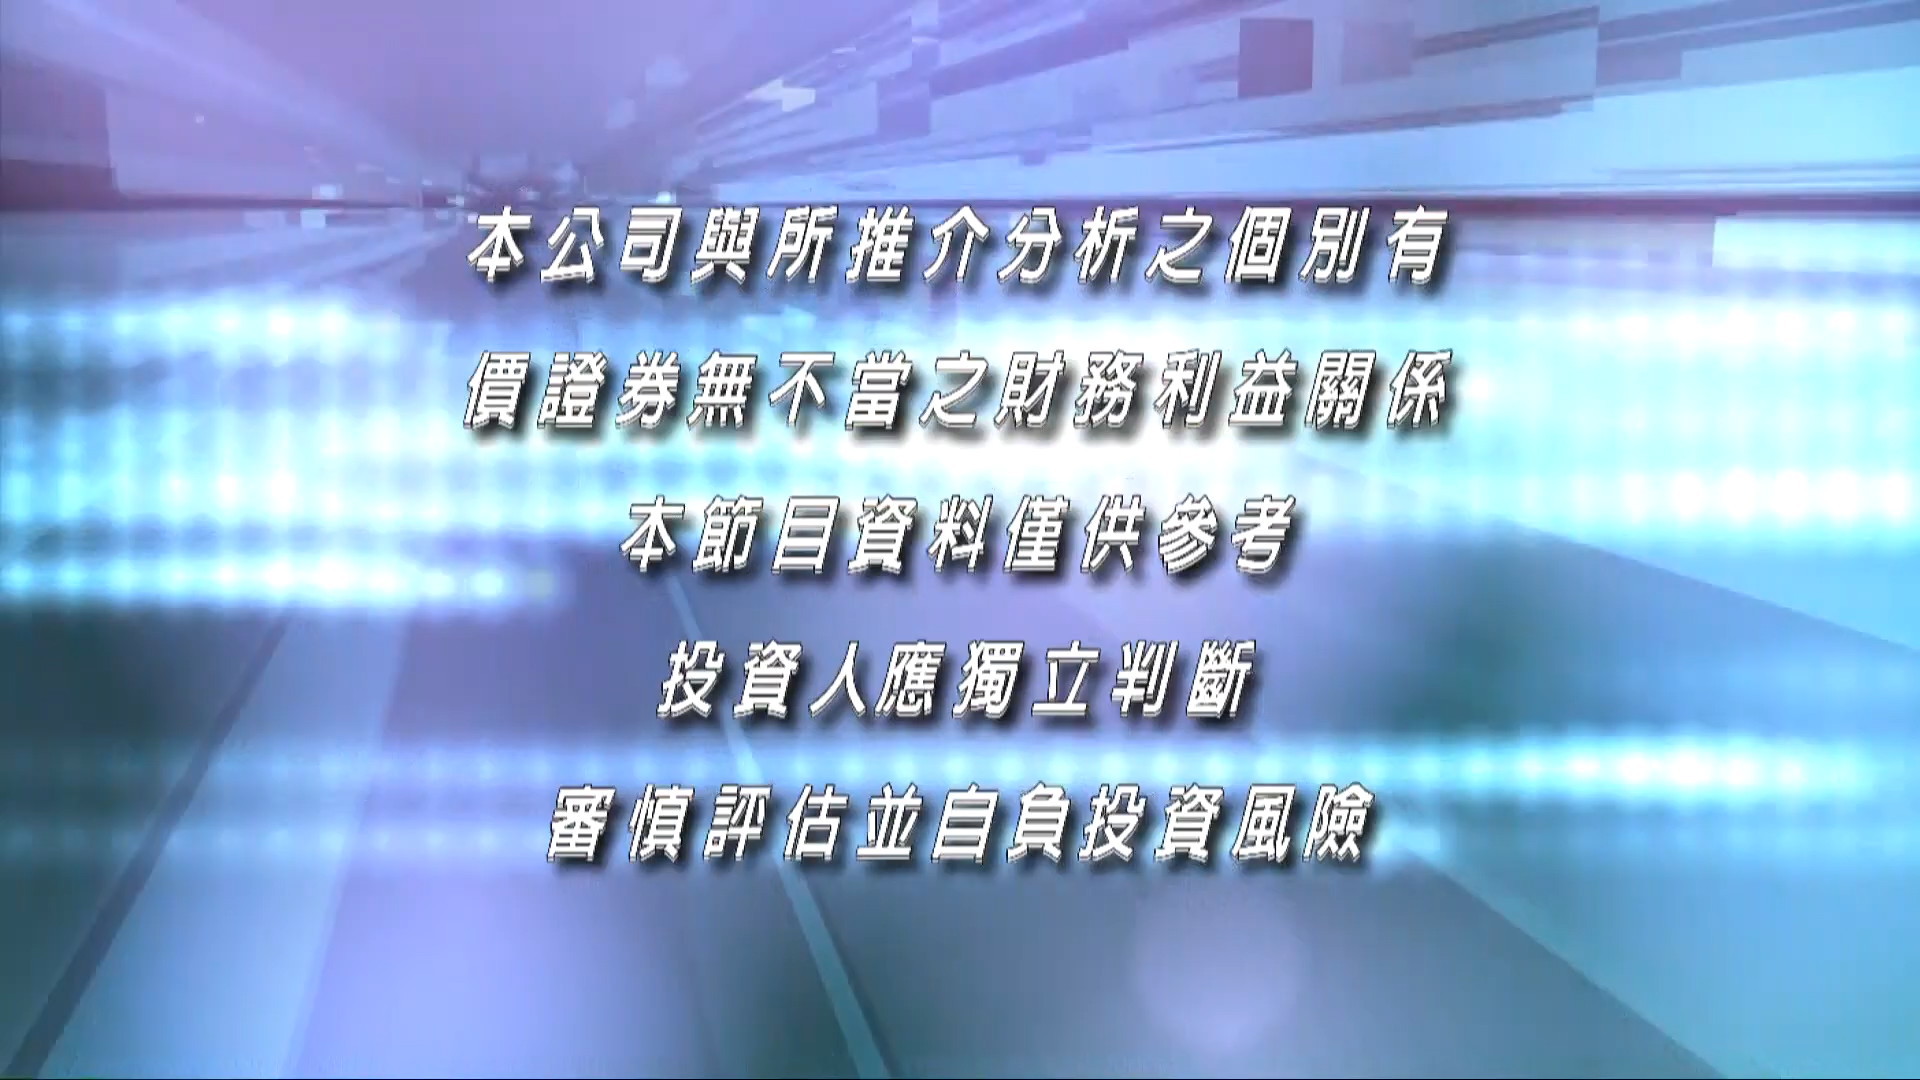 本公司與所推介分析之個別有
價證券無不當之財務利益關係
本節目資料僅供參考
投資人應獨立判斷
審慎評估並自負投資風險